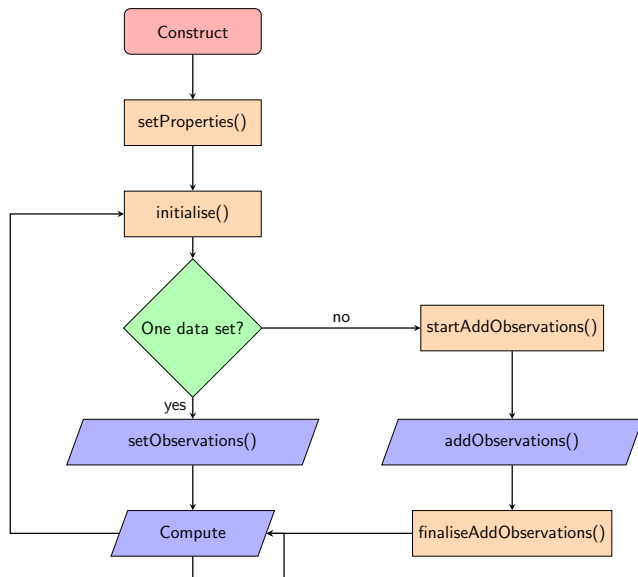 Construct
setProperties()
initialise()
One data set?
no
startAddObservations()
yes
setObservations()
addObservations()
Compute
finaliseAddObservations()